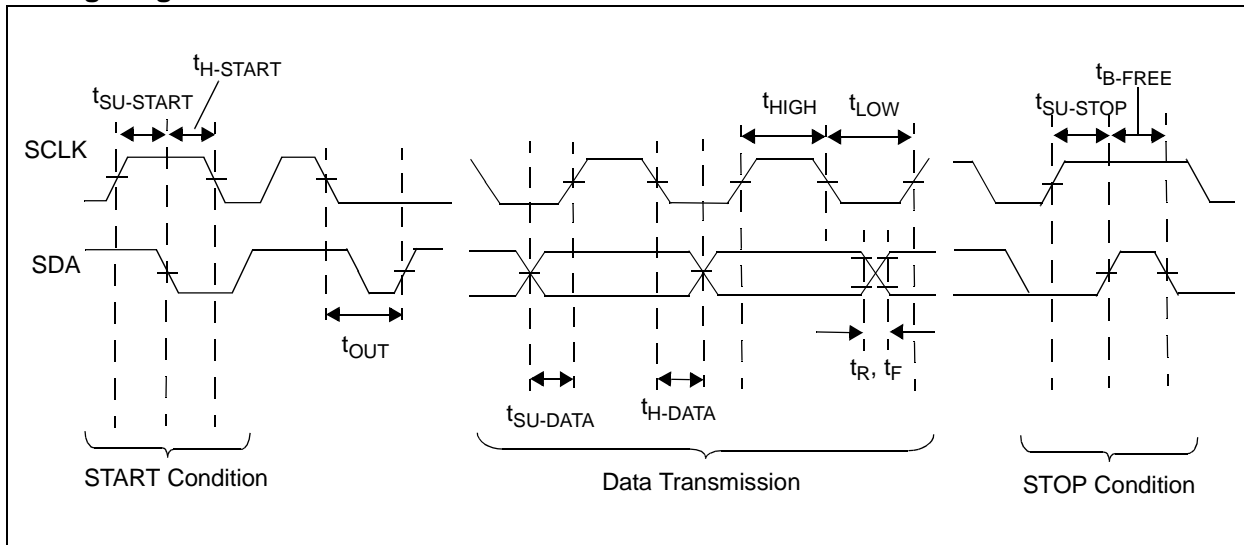 tH-START
tSU-START
tB-FREE
tHIGH
tLOW
tSU-STOP
SCLK
SDA
tOUT
tR, tF
tSU-DATA
tH-DATA
START Condition
Data Transmission
STOP Condition